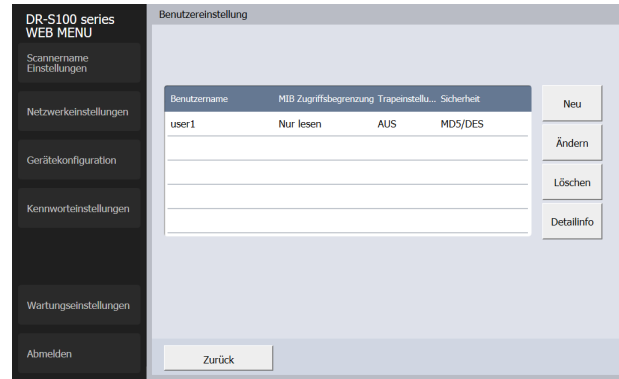 DR-S100 series
WEB MENU
Scannername
Einstellungen
Netzwerkeinstellungen
Gerätekonfiguration
Kennworteinstellungen
Wartungseinstellungen
Abmelden
Benutzereinstellung
Benutzername MIB Zugriffsbegrenzung Trapeinstellu... Sicherheit
user1 Nur lesen AUS MD5/DES
Neu
Ändern
Löschen
Detailinfo
Zurück